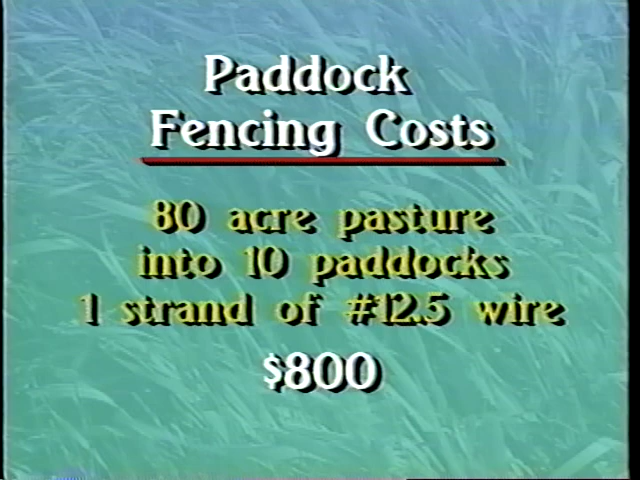 Paddock
Fencing Costs
80 acre pasture
into 10 paddocks
1 strand of #12.5 wire
$800